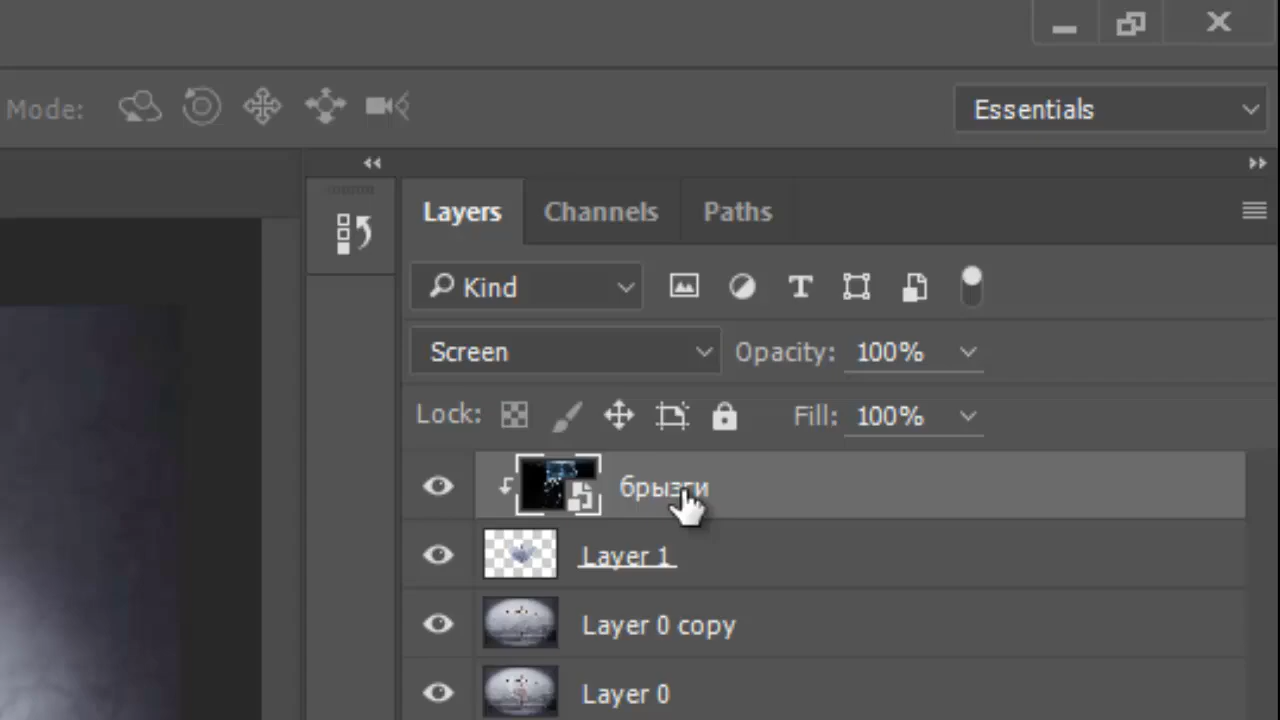 Mode:
Essentials
Layers Channels Paths
Kind
Screen Opacity: 100%
Lock: Fill: 100%
брызги
Layer 1
Layer 0 copy
Layer 0